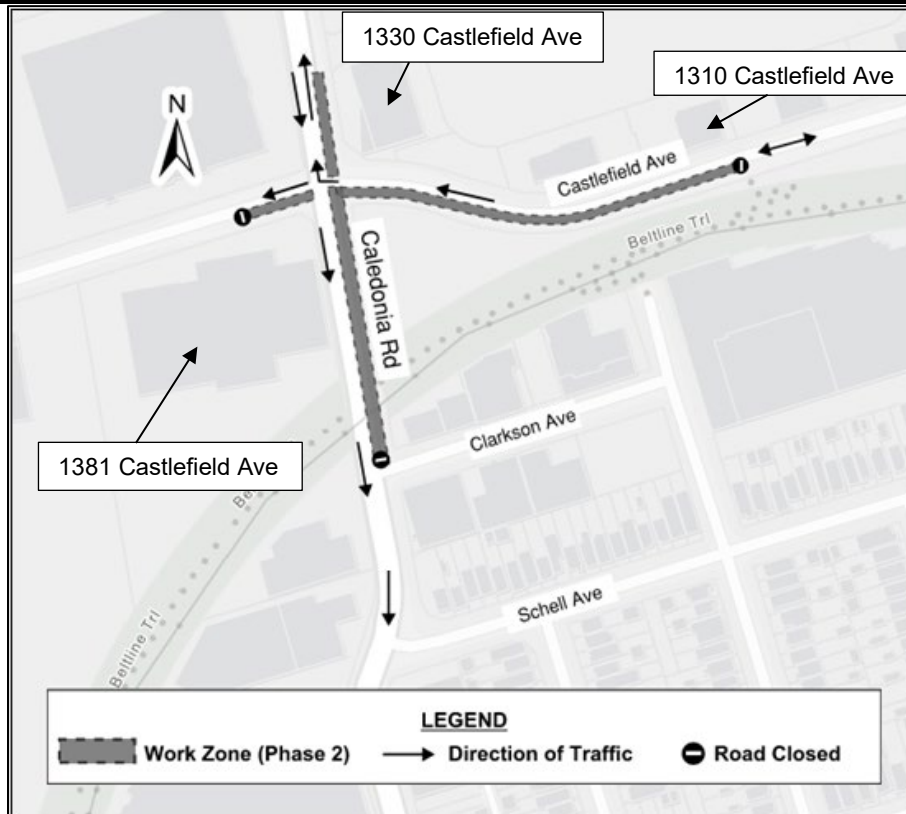 1330 Castlefield Ave
1310 Castlefield Ave
N
Castlefield Ave
Beltline Trl
Caledonia Rd
Clarkson Ave
1381 Castlefield Ave
Schell Ave
Beltline Trl
LEGEND
Work Zone (Phase 2) Direction of Traffic Road Closed